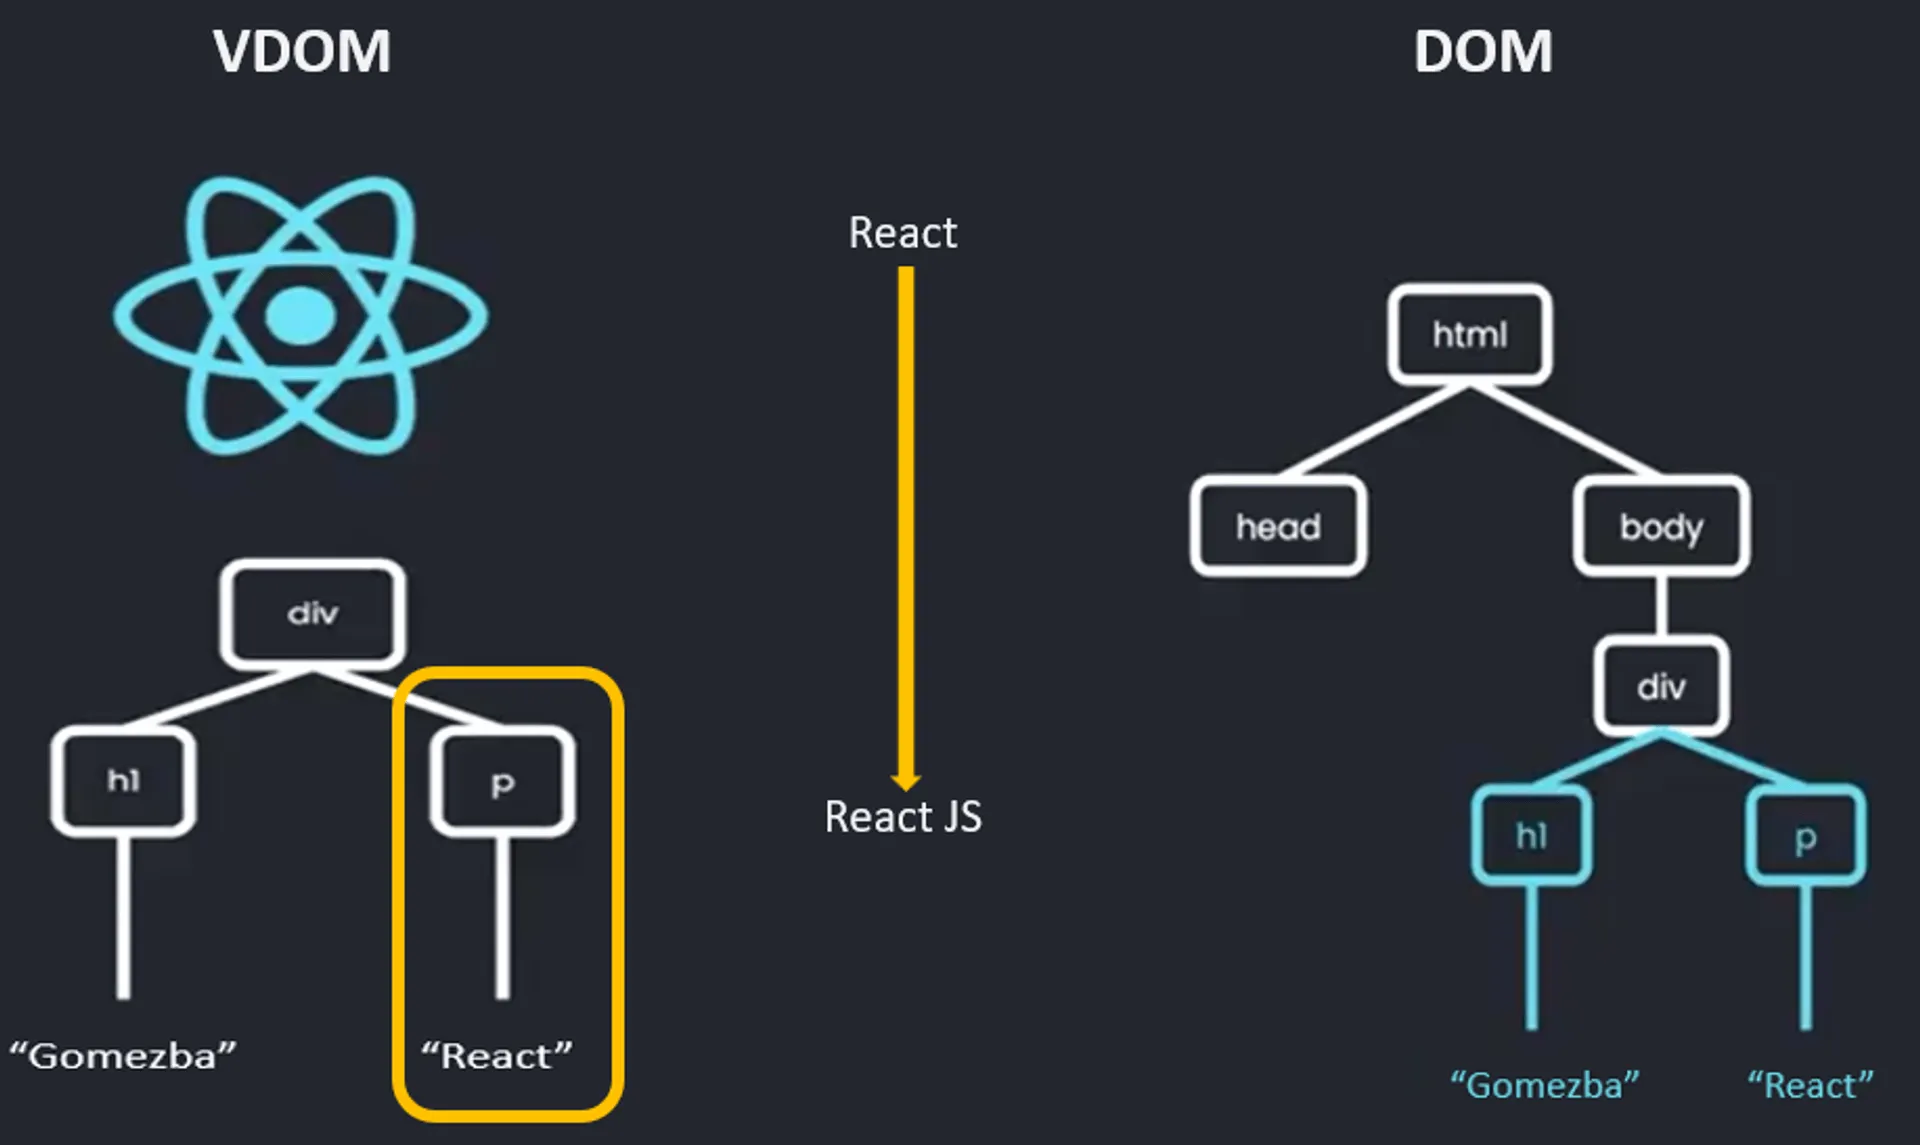 VDOM
DOM
React
React JS
div
h1
p
“Gomezba”
“React”
html
head
body
div
h1
p
“Gomezba”
“React”